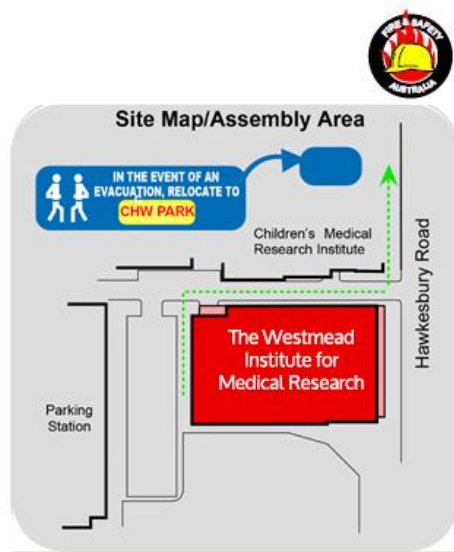 FIRE & SAFETY
AUSTRALIA
Site Map/Assembly Area
IN THE EVENT OF AN
EVACUATION, RELOCATE TO
CHW PARK
Children's Medical
Research Institute
Hawkesbury Road
The Westmead
Institute for
Medical Research
Parking
Station